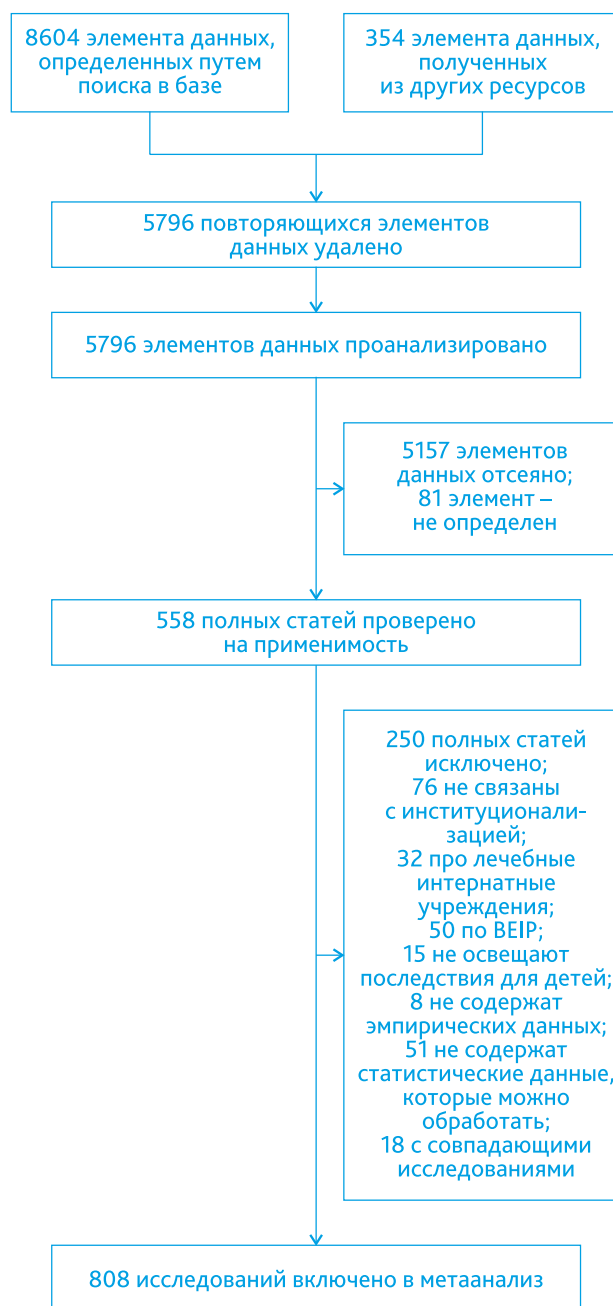 8604 элемента данных,
определенных путем
поиска в базе
354 элемента данных,
полученных
из других ресурсов
5796 повторяющихся элементов
данных удалено
5796 элементов данных проанализировано
5157 элементов
данных отсеяно;
81 элемент –
не определен
558 полных статей проверено
на применимость
250 полных статей
исключено;
76 не связаны
с институционали-
зацией;
32 про лечебные
интернатные
учреждения;
50 по BEIP;
15 не освещают
последствия для детей;
8 не содержат
эмпирических данных;
51 не содержат
статистические данные,
которые можно
обработать;
18 с совпадающими
исследованиями
808 исследований включено в метаанализ